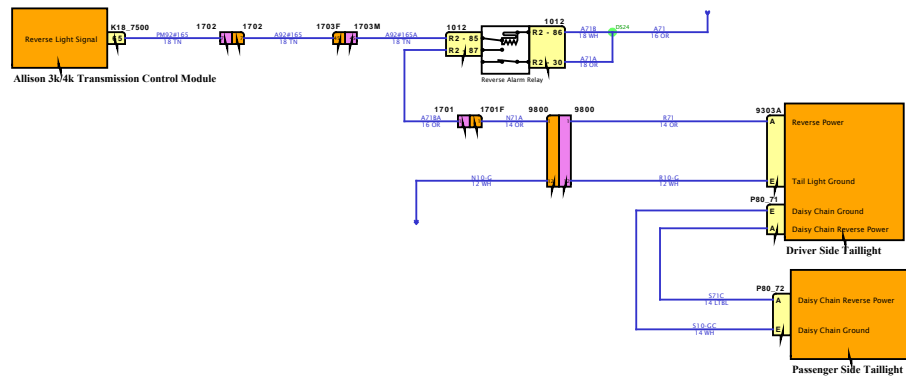 K18_7500
1702
1702
1703F
1703M
1012
1012
D524
Reverse Light Signal
PM92#165
18 TN
A92#165
18 TN
A92#165A
18 TN
R2 - 85
R2 87
R2 - 86
R2 - 30
A71B
18 WH
A71
16 OR
A71A
18 OR
Reverse Alarm Relay
Allison 3k/4k Transmission Control Module
1701
1701F
9800
9800
9303A
A71BA
16 OR
N71A
14 OR
R71
14 OR
A
Reverse Power
N10-G
12 WH
R10-G
12 WH
E
Tail Light Ground
P80_71
E
Daisy Chain Ground
A
Daisy Chain Reverse Power
Driver Side Taillight
P80_72
S71C
14 LTBL
A
Daisy Chain Reverse Power
S10-GC
14 WH
E
Daisy Chain Ground
Passenger Side Taillight